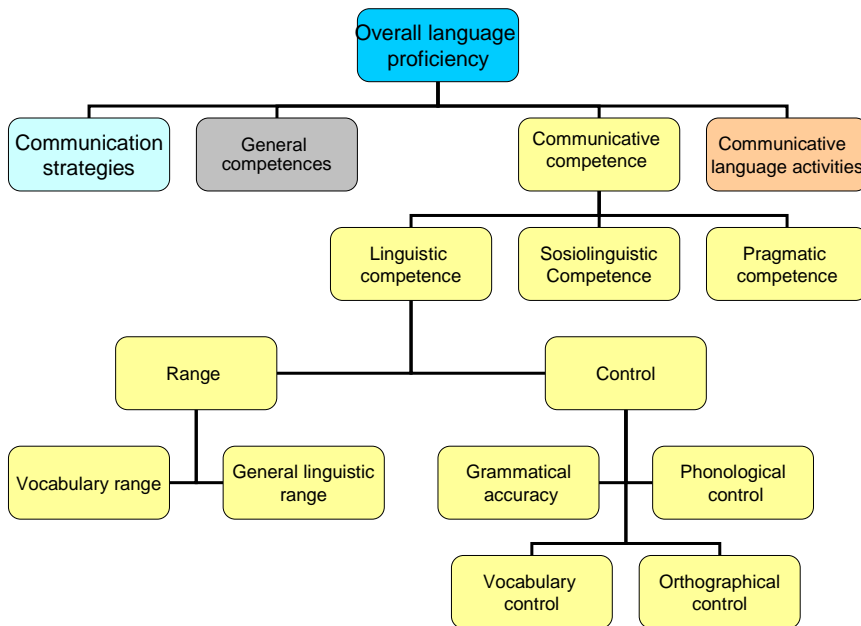 Overall language
proficiency
Communication
strategies
General
competences
Communicative
competence
Communicative
language activities
Linguistic
competence
Sosiolinguistic
Competence
Pragmatic
competence
Range
Control
Vocabulary range
General linguistic
range
Grammatical
accuracy
Phonological
control
Vocabulary
control
Orthographical
control